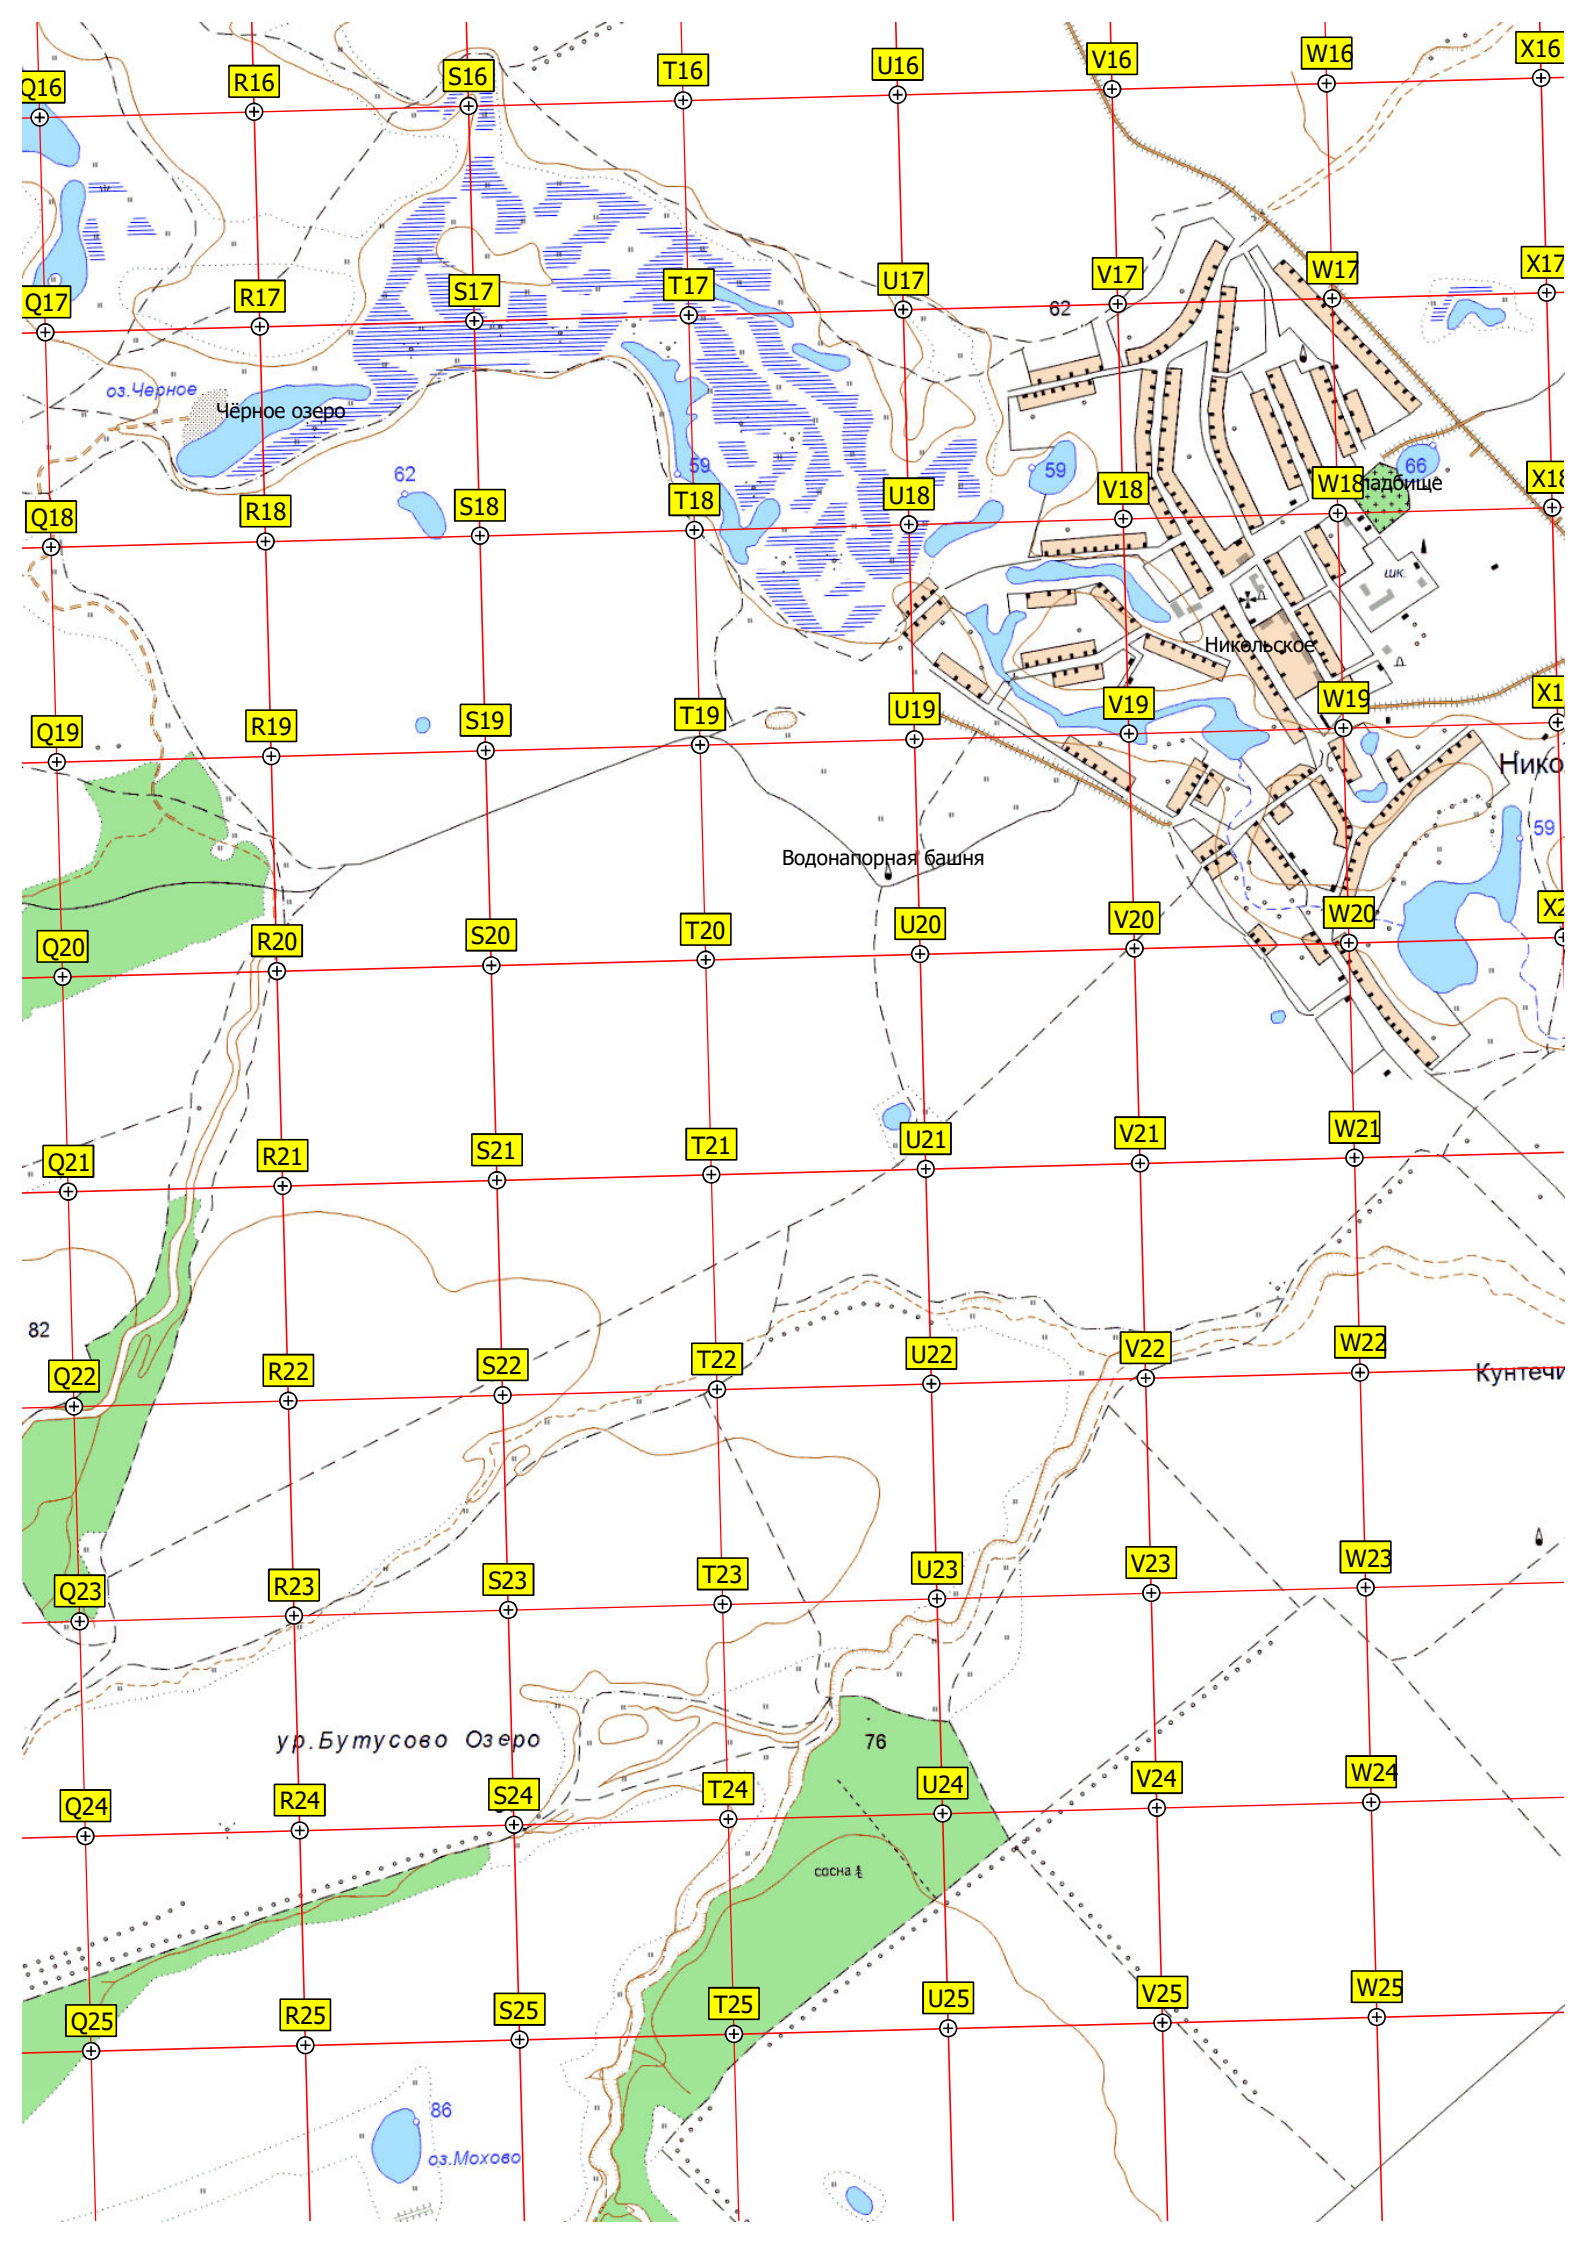 Q16 R16 S16 T16 U16 V16 W16 X16
62
Q17 R17 S17 T17 U17 V17 W17 X17
оз.Черное
Чёрное озеро
62
59
59
66
Q18 R18 S18 T18 U18 V18 W18 X18
шк.
Никольское
Q19 R19 S19 T19 U19 V19 W19
59
Водонапорная башня
Q20 R20 S20 T20 U20 V20 W20
Q21 R21 S21 T21 U21 V21 W21
82
Q22 R22 S22 T22 U22 V22 W22
Q23 R23 S23 T23 U23 V23 W23
ур.Бутусово Озеро
76
Q24 R24 S24 T24 U24 V24 W24
сосна
Q25 R25 S25 T25 U25 V25 W25
86
оз.Мохово